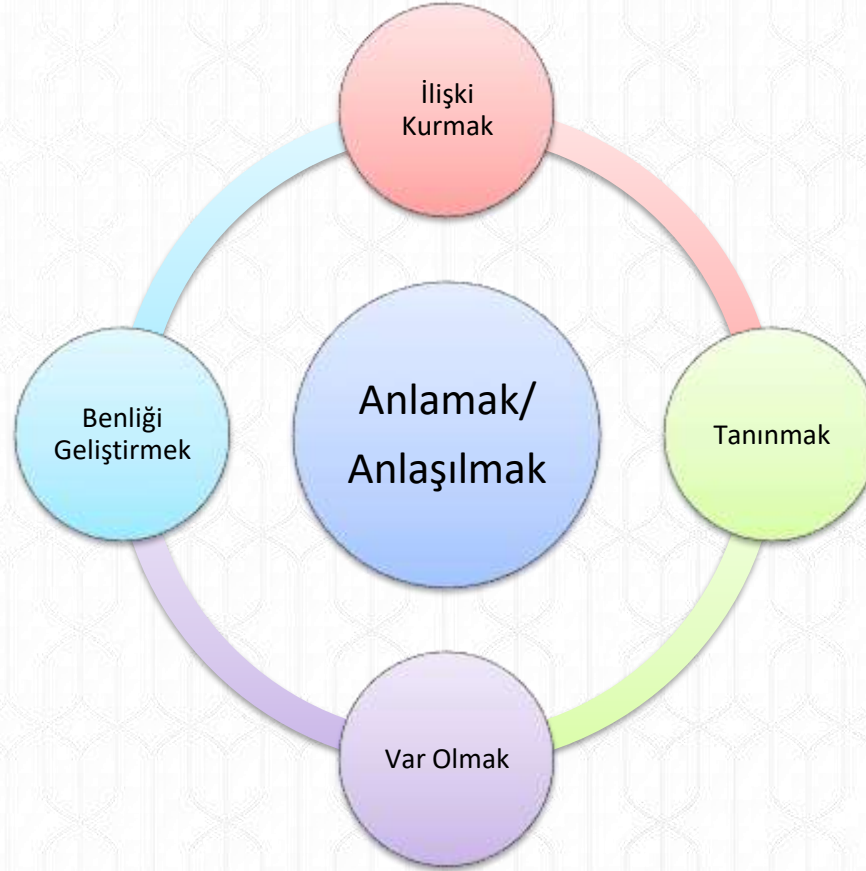 İlişki
Kurmak
Benliği
Geliştirmek
Anlamak/
Anlaşılmak
Tanınmak
Var Olmak